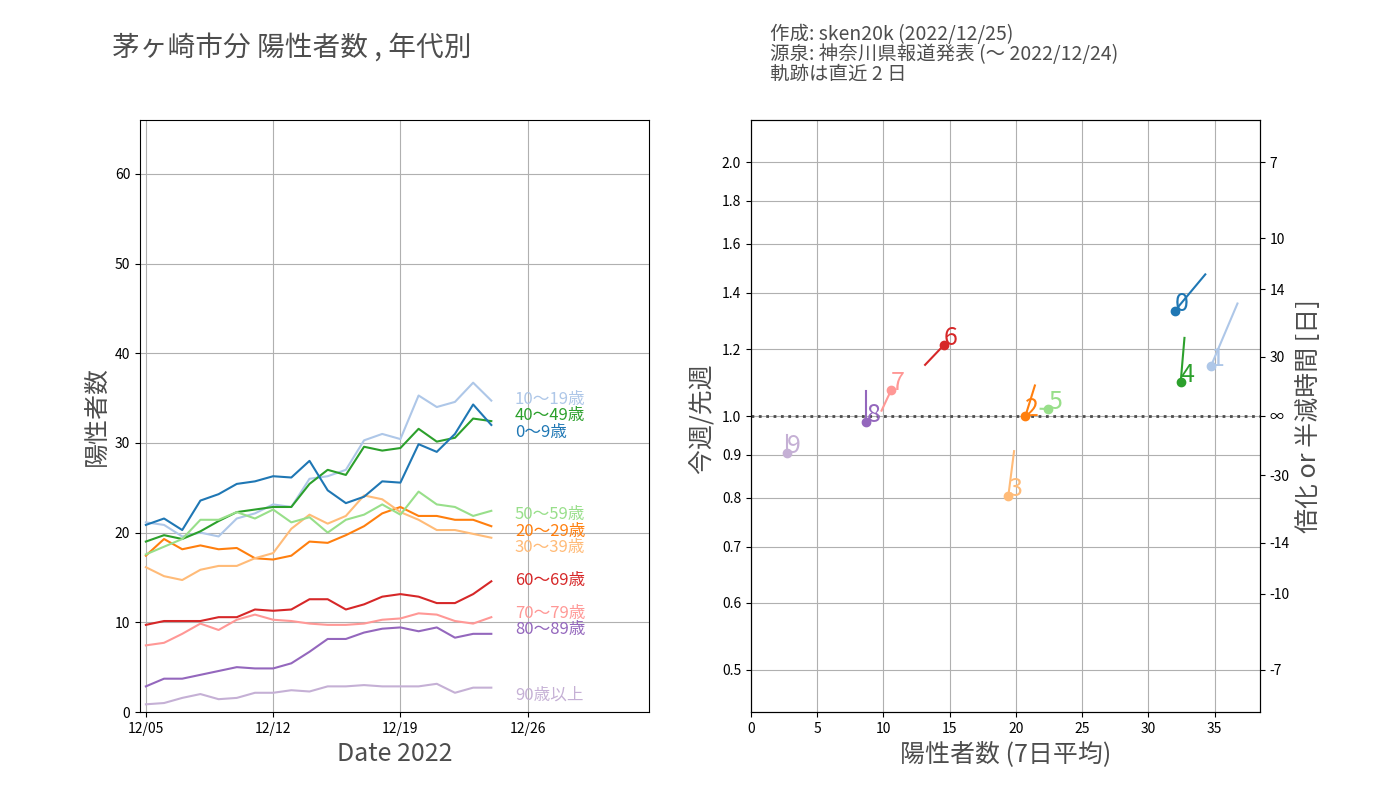 茅ヶ崎市分 陽性者数 , 年代別
作成: sken20k (2022/12/25)
源泉: 神奈川県報道発表 (～ 2022/12/24)
軌跡は直近 2 日
陽性者数
60
50
40
30
20
10
0
12/05
12/12
12/19
12/26
Date 2022
10～19歳
40～49歳
0～9歳
50～59歳
20～29歳
30～39歳
60～69歳
70～79歳
80～89歳
90歳以上
今週/先週
2.0
1.8
1.6
1.4
1.2
1.0
0.9
0.8
0.7
0.6
0.5
0
5
10
15
20
25
30
35
陽性者数 (7日平均)
0
1
6
4
7
5
2
8
9
3
7
10
14
30
∞
-30
-14
-10
-7
倍化 or 半減時間 [日]